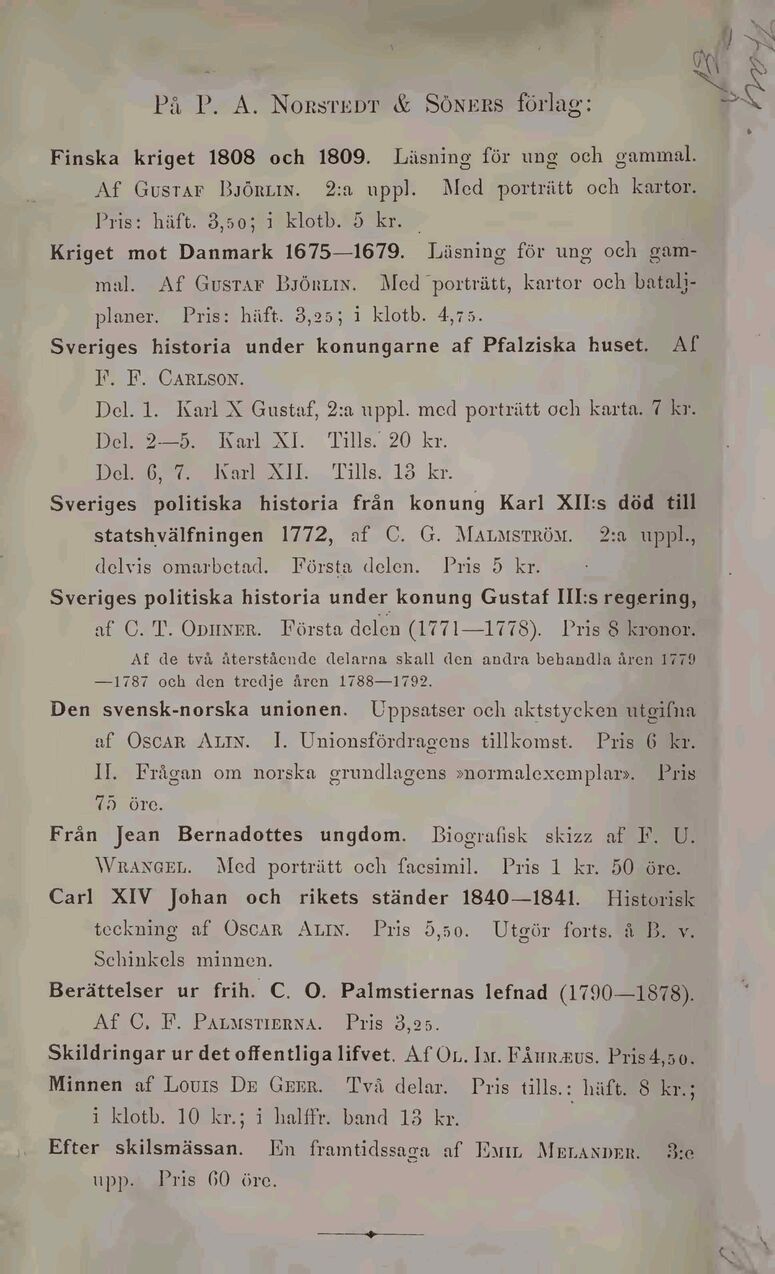 På P. A. Norstedt & Söners förlag:
Finska kriget 1808 och 1809. Läsning för ung och gammal.
Af Gustaf Björlin. 2:a uppl. Med porträtt och kartor.
Pris: häft. 3,50; i klotb. 5 kr.
Kriget mot Danmark 1675—1679. Läsning för ung och gam-
mal. Af Gustaf Björlin. Med porträtt, kartor och batalj-
planer. Pris: häft. 3,25; i klotb. 4,75.
Sveriges historia under konungarne af Pfalziska huset. Af
F. F. Carlson.
Del. 1. Karl X Gustaf, 2:a uppl. med porträtt och karta. 7 kr.
Del. 2—5. Karl XI. Tills. 20 kr.
Del. 6, 7. Karl XII. Tills. 13 kr.
Sveriges politiska historia från konung Karl XII:s död till
statshvälfningen 1772, af C. G. Malmström. 2:a uppl.,
delvis omarbetad. Första delen. Pris 5 kr.
Sveriges politiska historia under konung Gustaf III:s regering,
af C. T. Odhner. Första delen (1771—1778). Pris 8 kronor.
Af de två återstående delarna skall den andra behandla åren 1779
—1787 och den tredje åren 1788—1792.
Den svensk-norska unionen. Uppsatser och aktstycken utgifna
af Oscar Alin. I. Unionsfördragens tillkomst. Pris 6 kr.
II. Frågan om norska grundlagens »normalexemplar». Pris
75 öre.
Från Jean Bernadottes ungdom. Biografisk skizz af F. U.
Wrangel. Med porträtt och facsimil. Pris 1 kr. 50 öre.
Carl XIV Johan och rikets ständer 1840—1841. Historisk
teckning af Oscar Alin. Pris 5,50. Utgör forts. å B. v.
Schinkels minnen.
Berättelser ur frih. C. O. Palmstiernas lefnad (1790—1878).
Af C. F. Palmstierna. Pris 3,25.
Skildringar ur det offentliga lifvet. Af Ol. Im. Fåhræus. Pris 4,50.
Minnen af Louis De Geer. Två delar. Pris tills.: häft. 8 kr.;
i klotb. 10 kr.; i halffr. band 13 kr.
Efter skilsmässan. En framtidssaga af Emil Melander. 3:e
upp. Pris 60 öre.